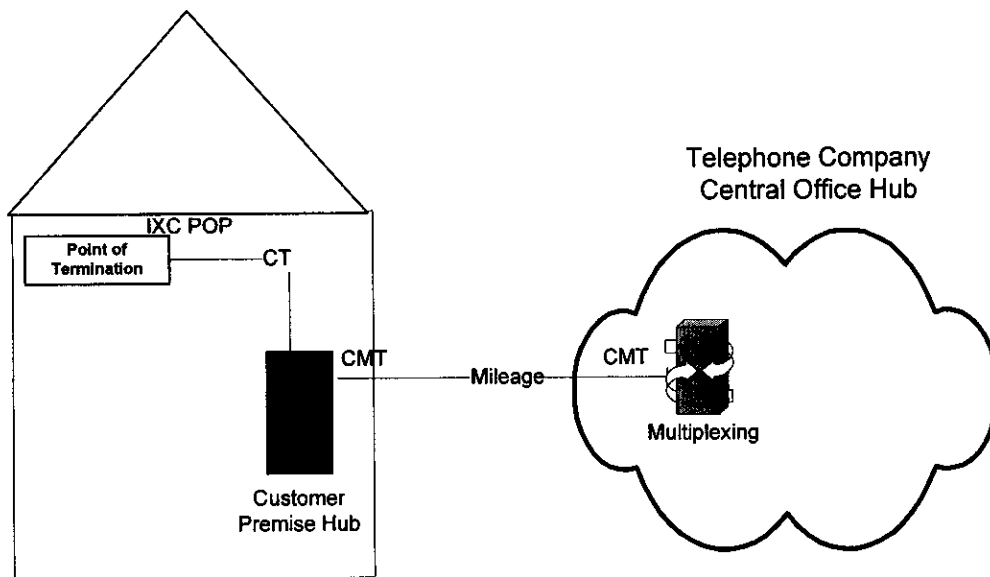 IXC POP
Point of
Termination
CT
CMT
Customer
Premise Hub
Mileage
Telephone Company
Central Office Hub
CMT
Multiplexing